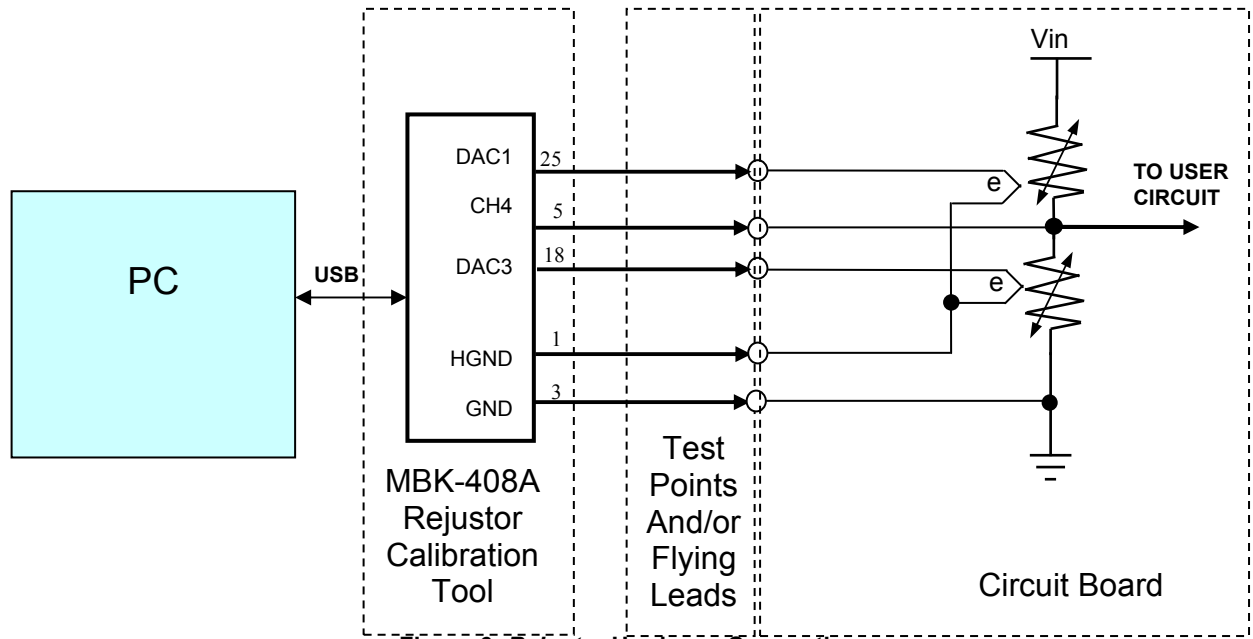 PC
USB
DAC1
CH4
DAC3
HGND
GND
25
5
18
1
3
MBK-408A
Rejustor
Calibration
Tool
Test
Points
And/or
Flying
Leads
Vin
e
e
TO USER
CIRCUIT
Circuit Board